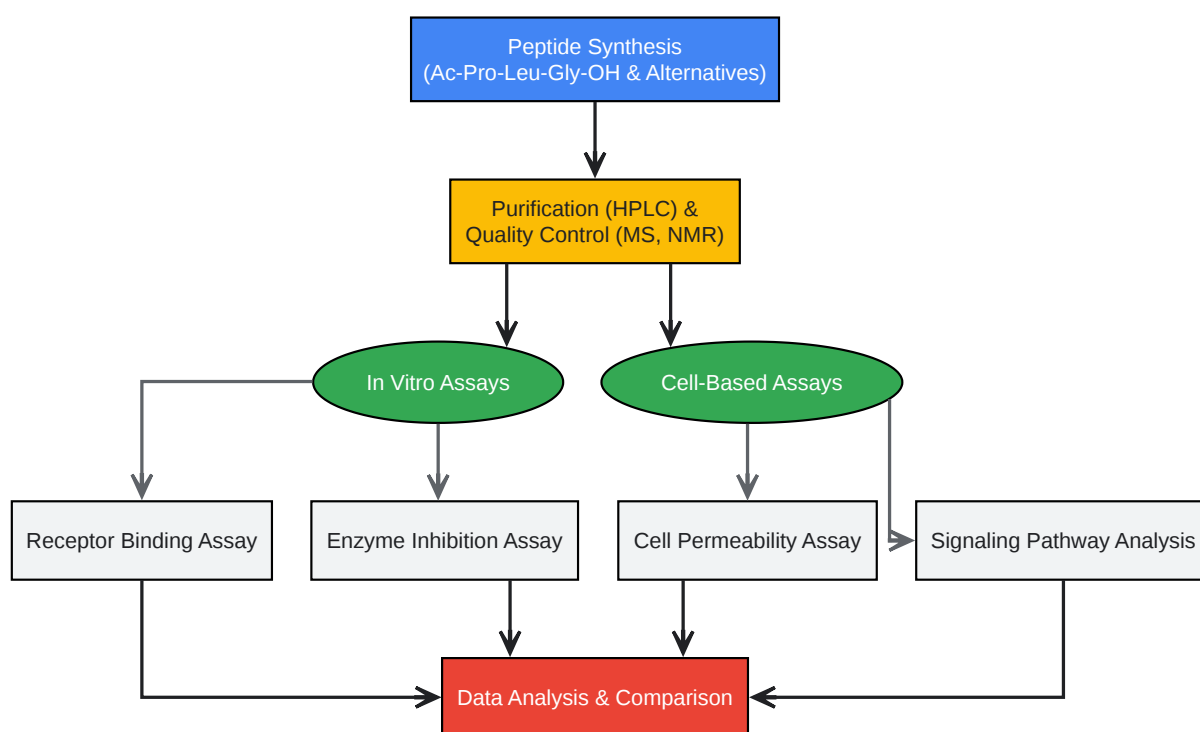 Peptide Synthesis
(Ac-Pro-Leu-Gly-OH & Alternatives)
Purification (HPLC) &
Quality Control (MS, NMR)
In Vitro Assays
Cell-Based Assays
Receptor Binding Assay
Enzyme Inhibition Assay
Cell Permeability Assay
Signaling Pathway Analysis
Data Analysis & Comparison